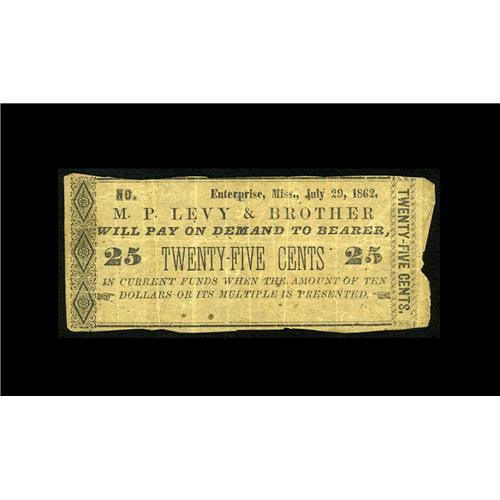 NO. Enterprise, Miss., July 29, 1862.
M. P. LEVY & BROTHER
WILL PAY ON DEMAND TO BEARER,
25 TWENTY-FIVE CENTS 25
IN CURRENT FUNDS WHEN THE AMOUNT OF TEN
DOLLARS OR ITS MULTIPLE IS PRESENTED.
TWENTY-FIVE CENTS.